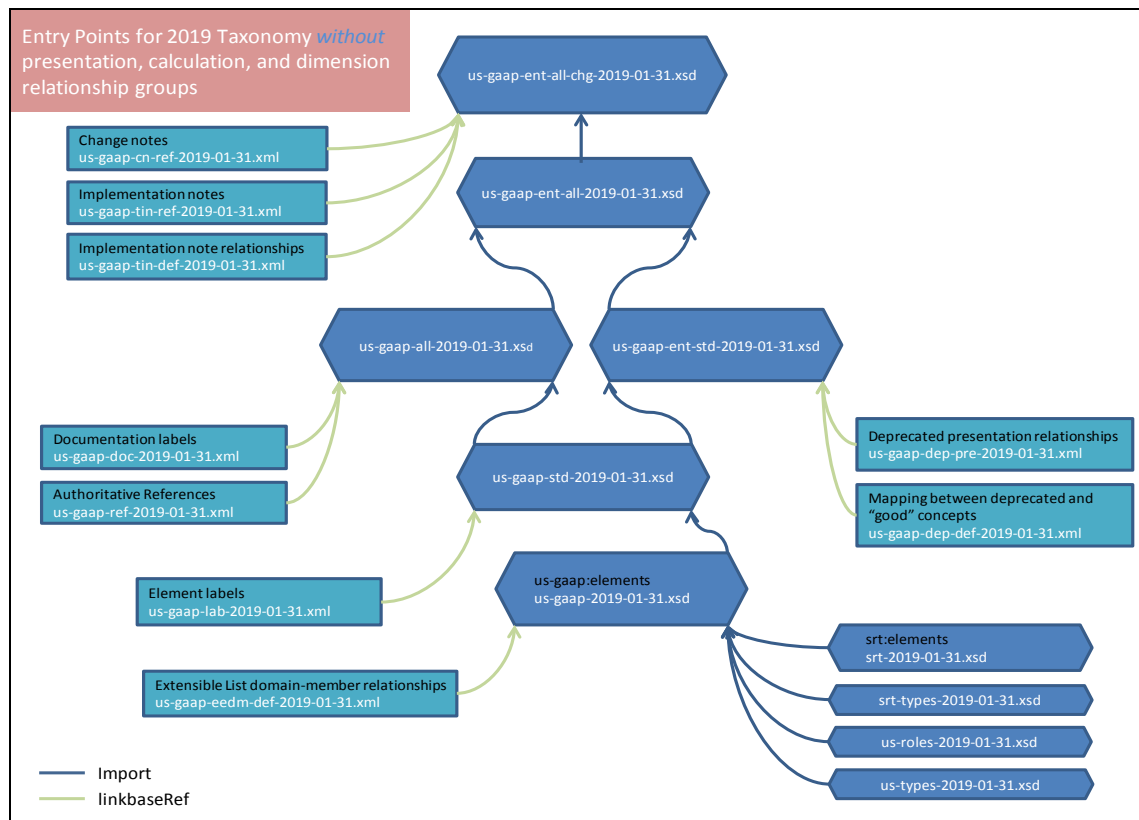 Entry Points for 2019 Taxonomy without
presentation, calculation, and dimension
relationship groups
us-gaap-ent-all-chg-2019-01-31.xsd
Change notes
us-gaap-cn-ref-2019-01-31.xml
Implementation notes
us-gaap-tin-ref-2019-01-31.xml
Implementation note relationships
us-gaap-tin-def-2019-01-31.xml
us-gaap-ent-all-2019-01-31.xsd
us-gaap-all-2019-01-31.xsd
us-gaap-ent-std-2019-01-31.xsd
Documentation labels
us-gaap-doc-2019-01-31.xml
Authoritative References
us-gaap-ref-2019-01-31.xml
us-gaap-std-2019-01-31.xsd
Deprecated presentation relationships
us-gaap-dep-pre-2019-01-31.xml
Mapping between deprecated and
“good” concepts
us-gaap-dep-def-2019-01-31.xml
Element labels
us-gaap-lab-2019-01-31.xml
us-gaap:elements
us-gaap-2019-01-31.xsd
Extensible List domain-member relationships
us-gaap-eedm-def-2019-01-31.xml
srt:elements
srt-2019-01-31.xsd
srt-types-2019-01-31.xsd
us-roles-2019-01-31.xsd
us-types-2019-01-31.xsd
Import
linkbaseRef